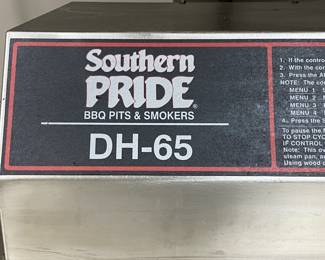 Southern
PRIDE®
BBQ PITS & SMOKERS
DH-65
1. If the control
2. With the con
3. Press the A
NOTE: The co
MENU 1
MENU 2
MENU 3
MENU 4
4. Press the S
To pause the
TO STOP CYC
IF CONTROL
Note: This ov
steam pan, an
Using wood c